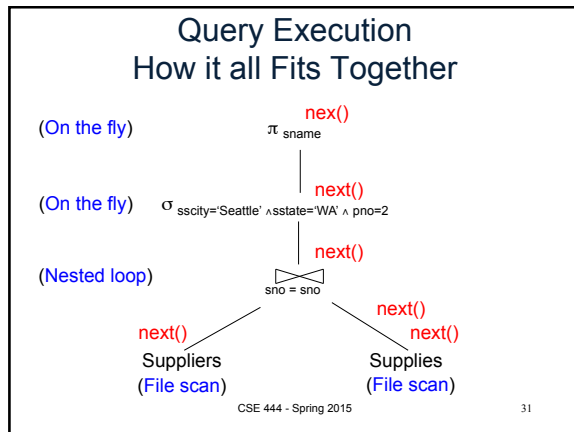 Query Execution
How it all Fits Together
nex()
(On the fly) π sname
next()
(On the fly) σ sscity=‘Seattle’ ∧sstate=‘WA’ ∧ pno=2
next()
(Nested loop)
sno = sno
next()
next() next()
Suppliers Supplies
(File scan) (File scan)
CSE 444 - Spring 2015 31